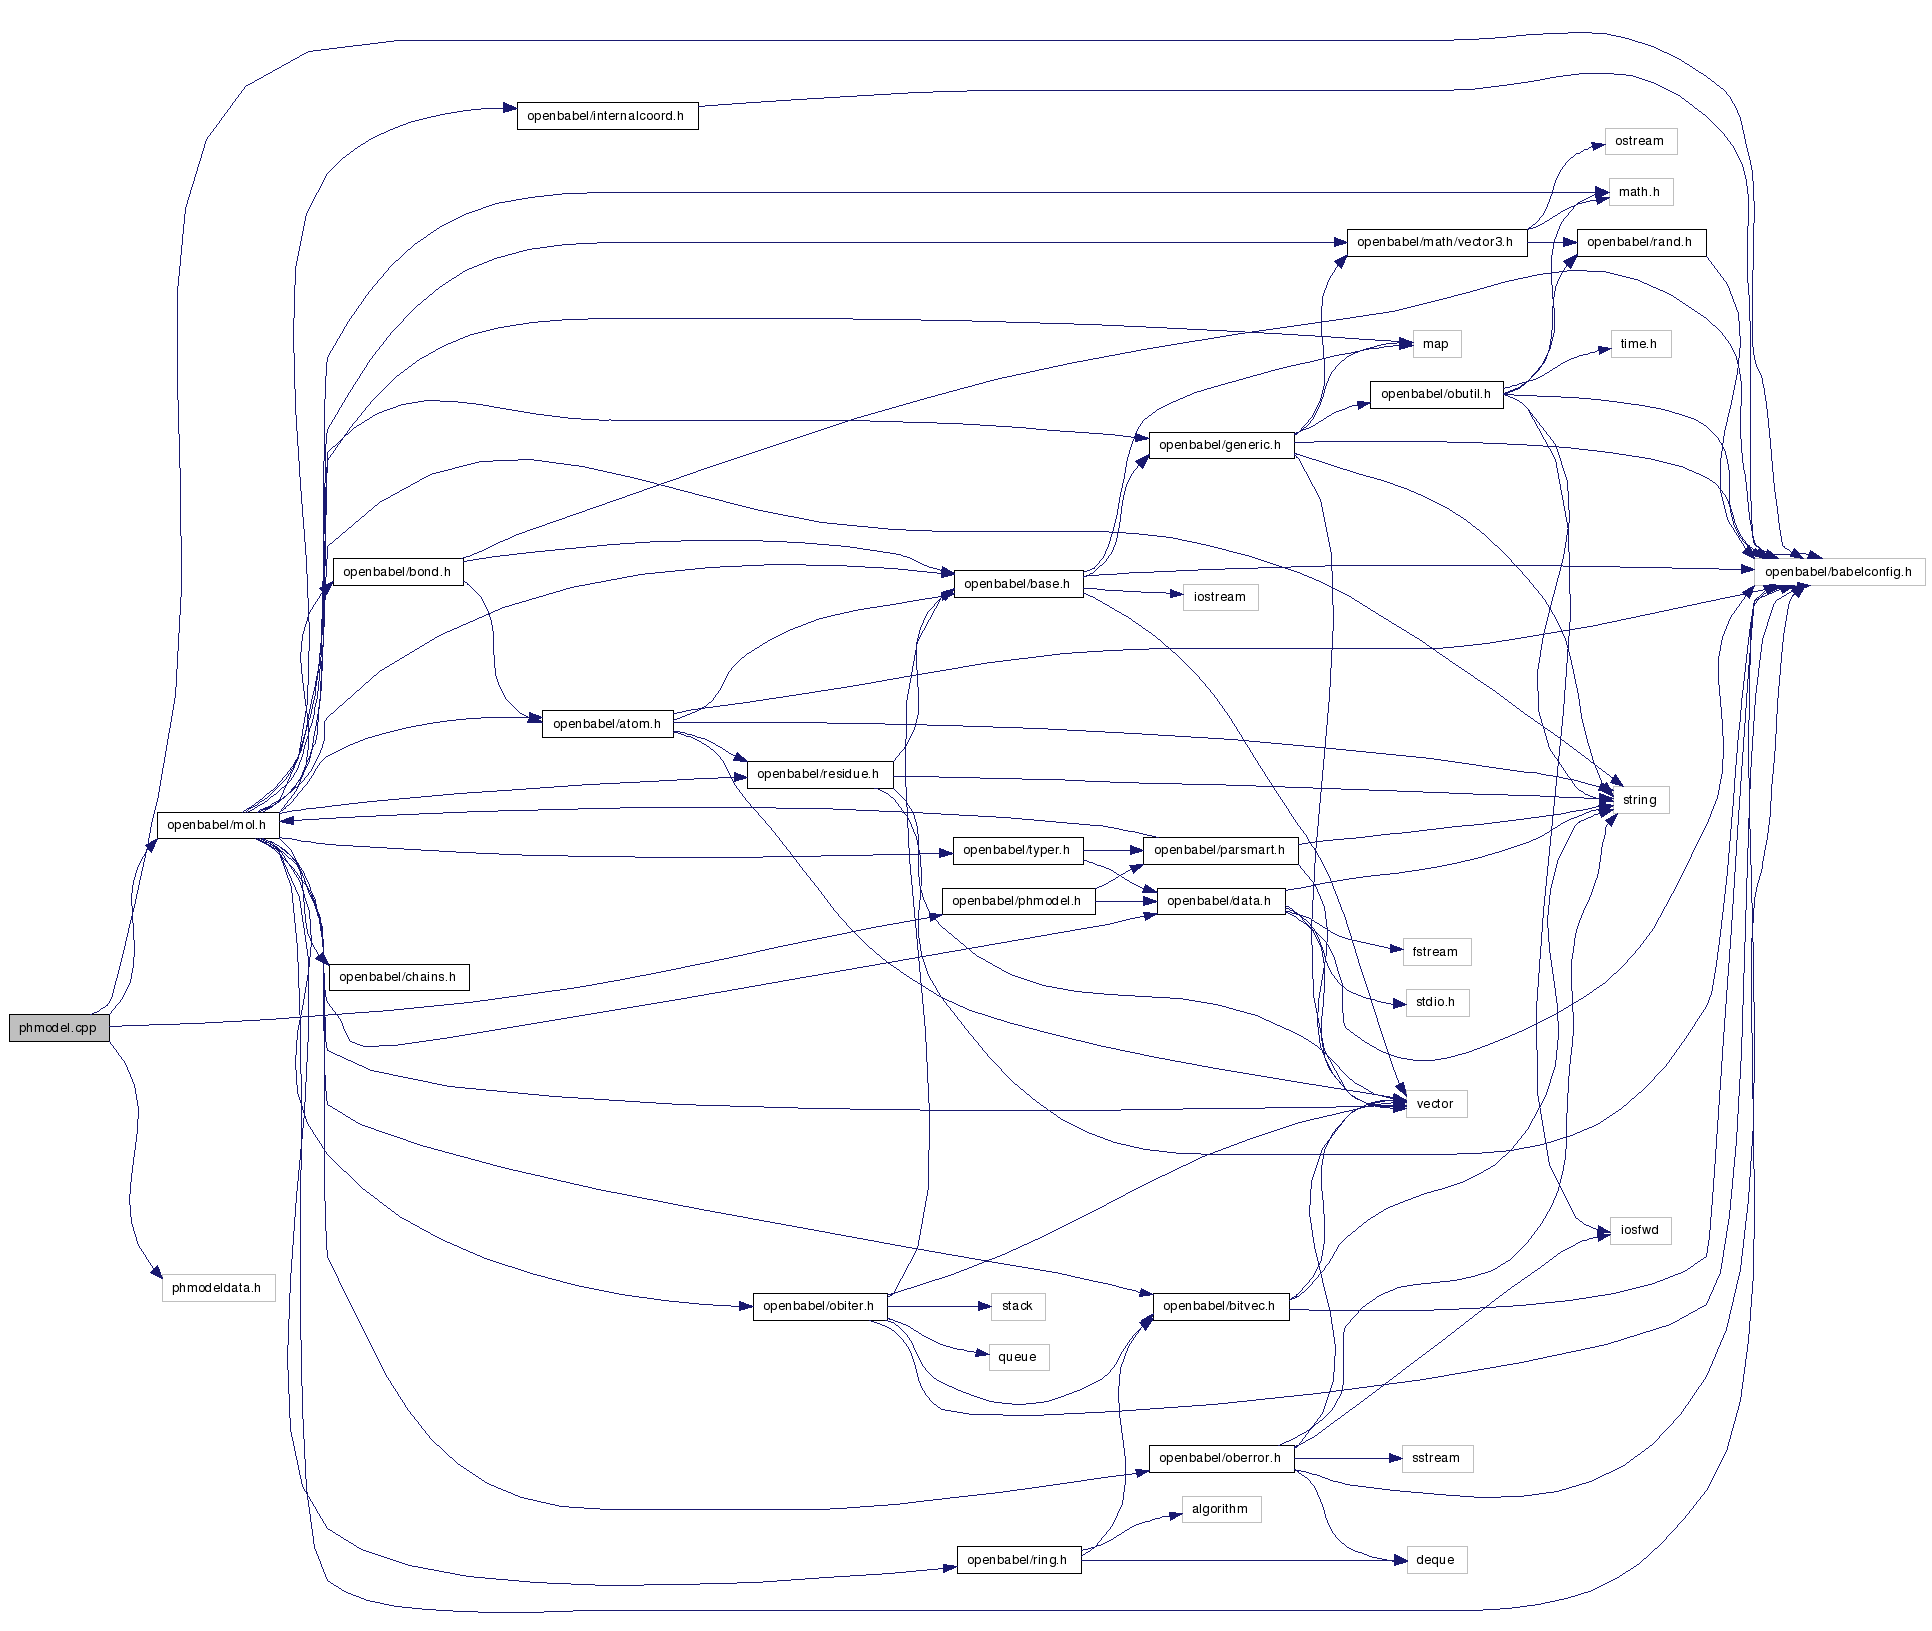 openbabel/internalcoord.h
ostream
math.h
openbabel/math/vector3.h
openbabel/rand.h
map
time.h
openbabel/obutil.h
openbabel/generic.h
openbabel/bond.h
openbabel/babelconfig.h
openbabel/base.h
iostream
openbabel/atom.h
openbabel/residue.h
string
openbabel/mol.h
openbabel/typer.h
openbabel/parsmart.h
openbabel/phmodel.h
openbabel/data.h
fstream
openbabel/chains.h
stdio.h
phmodel.cpp
vector
iosfwd
phmodeldata.h
openbabel/obiter.h
stack
openbabel/bitvec.h
queue
openbabel/oberror.h
sstream
algorithm
openbabel/ring.h
deque